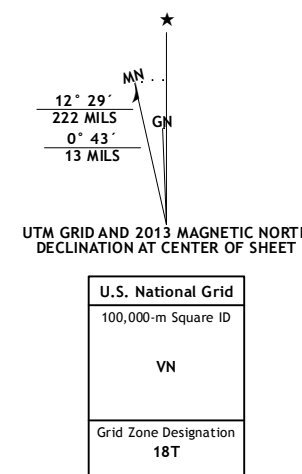 MN
12° 29´
222 MILS
GN
0° 43´
13 MILS
UTM GRID AND 2013 MAGNETIC NORTH
DECLINATION AT CENTER OF SHEET
U.S. National Grid
100,000-m Square ID
VN
Grid Zone Designation
18T